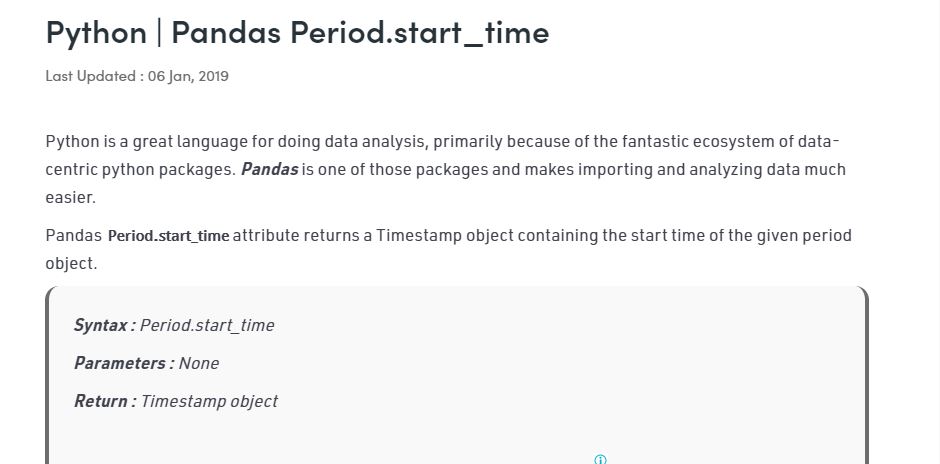 Python | Pandas Period.start_time
Last Updated : 06 Jan, 2019
Python is a great language for doing data analysis, primarily because of the fantastic ecosystem of data-
centric python packages. Pandas is one of those packages and makes importing and analyzing data much
easier.
Pandas Period.start_time attribute returns a Timestamp object containing the start time of the given period
object.
Syntax : Period.start_time
Parameters : None
Return : Timestamp object